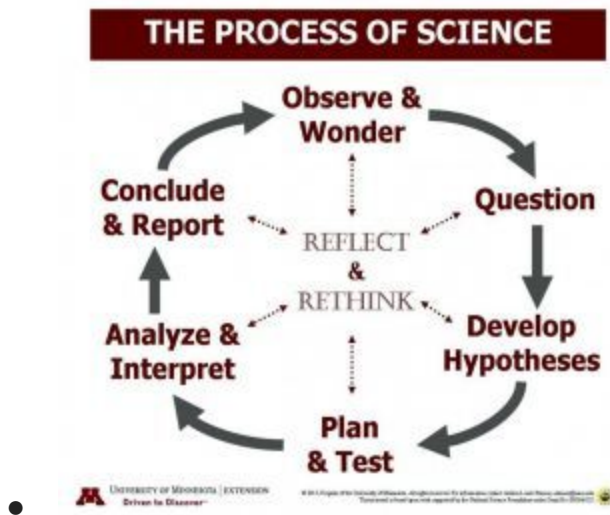 THE PROCESS OF SCIENCE
Observe &
Wonder
Question
Develop
Hypotheses
Plan
& Test
Analyze &
Interpret
Conclude
& Report
REFLECT
&
RETHINK
M
UNIVERSITY OF MINNESOTA | EXTENSION
Driven to Discover